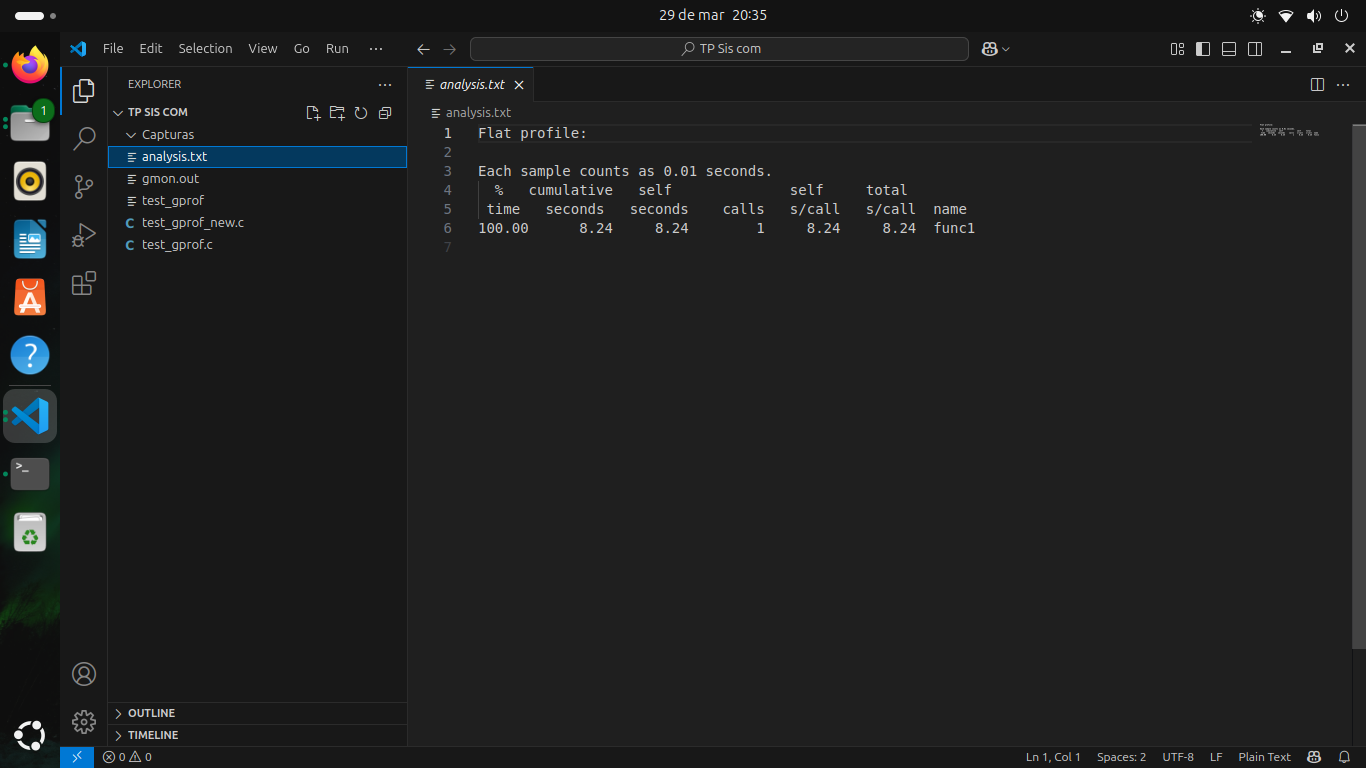 29 de mar 20:35
File Edit Selection View Go Run ···
TP Sis com
1
EXPLORER
TP SIS COM
Capturas
analysis.txt
gmon.out
test_gprof
test_gprof_new.c
test_gprof.c
OUTLINE
TIMELINE
analysis.txt
analysis.txt
1 Flat profile:
2
3 Each sample counts as 0.01 seconds.
4 % cumulative self self total
5 time seconds seconds calls s/call s/call name
6 100.00 8.24 8.24 1 8.24 8.24 func1
7
0 0
Ln 1, Col 1 Spaces: 2 UTF-8 LF Plain Text